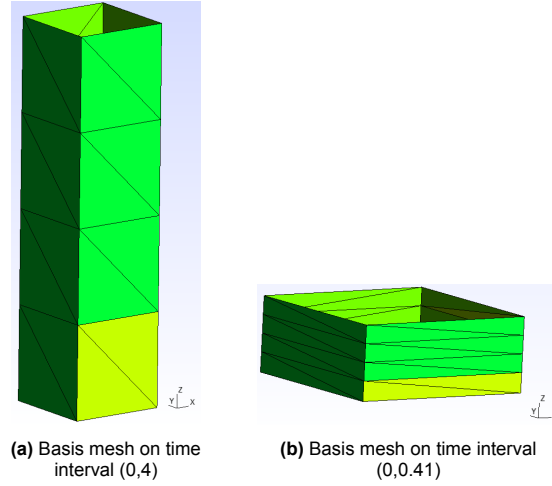 Z
Y X
Z
Y
(a) Basis mesh on time
interval (0,4)
(b) Basis mesh on time interval
(0,0.41)